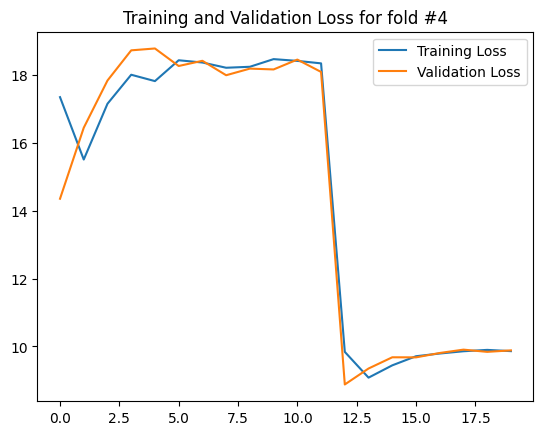 Training and Validation Loss for fold #4
Training Loss
Validation Loss
18
16
14
12
10
0.0 2.5 5.0 7.5 10.0 12.5 15.0 17.5